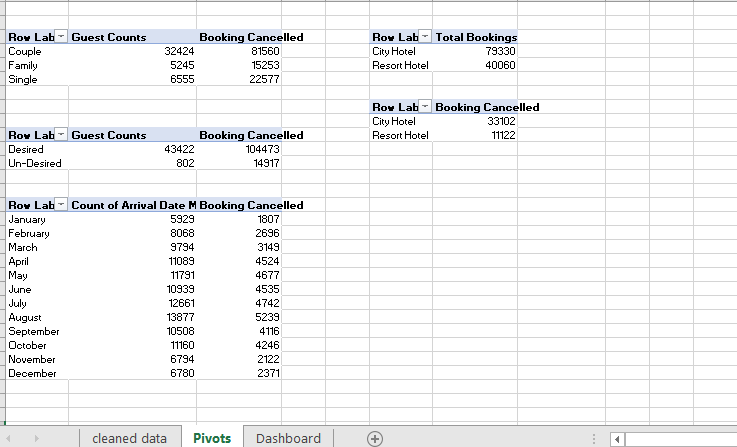 Row Lab Guest Counts Booking Cancelled
Couple 32424 81560
Family 5245 15253
Single 6555 22577
Row Lab Total Bookings
City Hotel 79330
Resort Hotel 40060
Row Lab Booking Cancelled
City Hotel 33102
Resort Hotel 11122
Row Lab Guest Counts Booking Cancelled
Desired 43422 104473
Un-Desired 802 14917
Row Lab Count of Arrival Date M Booking Cancelled
January 5929 1807
February 8068 2696
March 9794 3149
April 11089 4524
May 11791 4677
June 10939 4535
July 12661 4742
August 13877 5239
September 10508 4116
October 11160 4246
November 6794 2122
December 6780 2371
cleaned data Pivots Dashboard